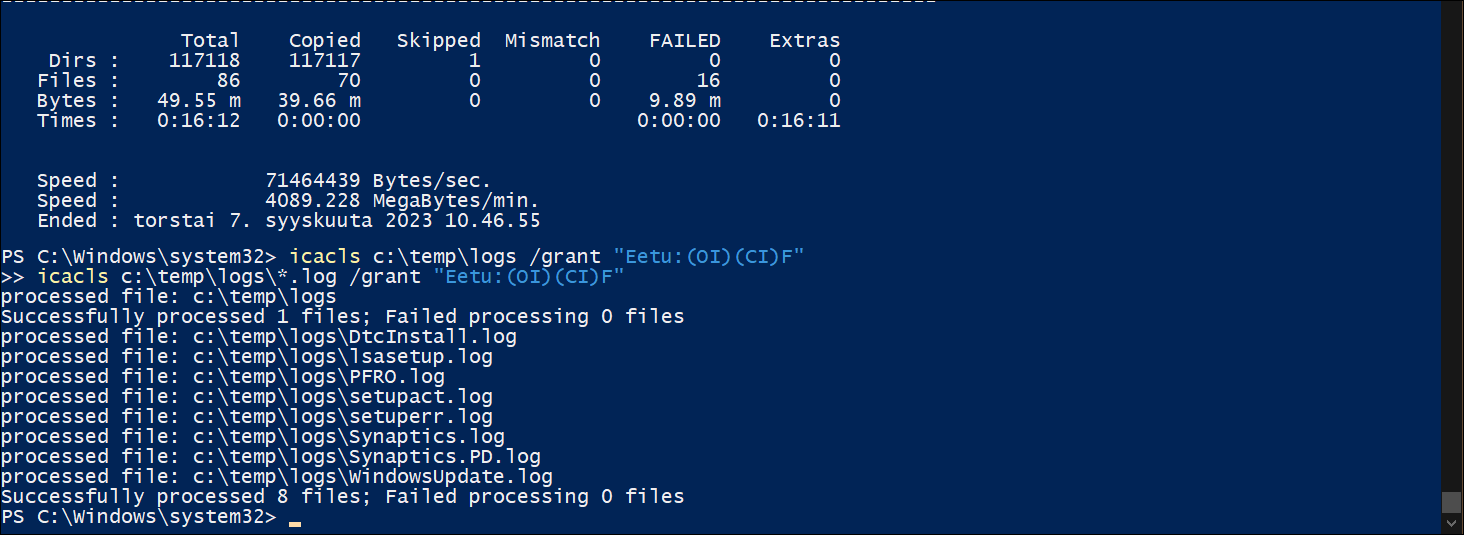 ------------------------------------------------------------------------------
Total Copied Skipped Mismatch FAILED Extras
Dirs : 117118 117117 1 0 0 0
Files : 86 70 0 0 16 0
Bytes : 49.55 m 39.66 m 0 0 9.89 m 0
Times : 0:16:12 0:00:00 0:00:00 0:16:11
Speed : 71464439 Bytes/sec.
Speed : 4089.228 MegaBytes/min.
Ended : torstai 7. syyskuuta 2023 10.46.55
PS C:\Windows\system32> icacls c:\temp\logs /grant "Eetu:(OI)(CI)F"
>> icacls c:\temp\logs\*.log /grant "Eetu:(OI)(CI)F"
processed file: c:\temp\logs
Successfully processed 1 files; Failed processing 0 files
processed file: c:\temp\logs\DtcInstall.log
processed file: c:\temp\logs\lsasetup.log
processed file: c:\temp\logs\PFRO.log
processed file: c:\temp\logs\setupact.log
processed file: c:\temp\logs\setuperr.log
processed file: c:\temp\logs\Synaptics.log
processed file: c:\temp\logs\Synaptics.PD.log
processed file: c:\temp\logs\WindowsUpdate.log
Successfully processed 8 files; Failed processing 0 files
PS C:\Windows\system32>